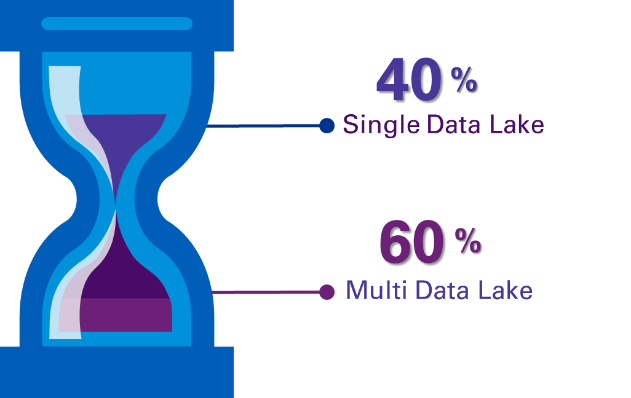 40 %
Single Data Lake
60 %
Multi Data Lake